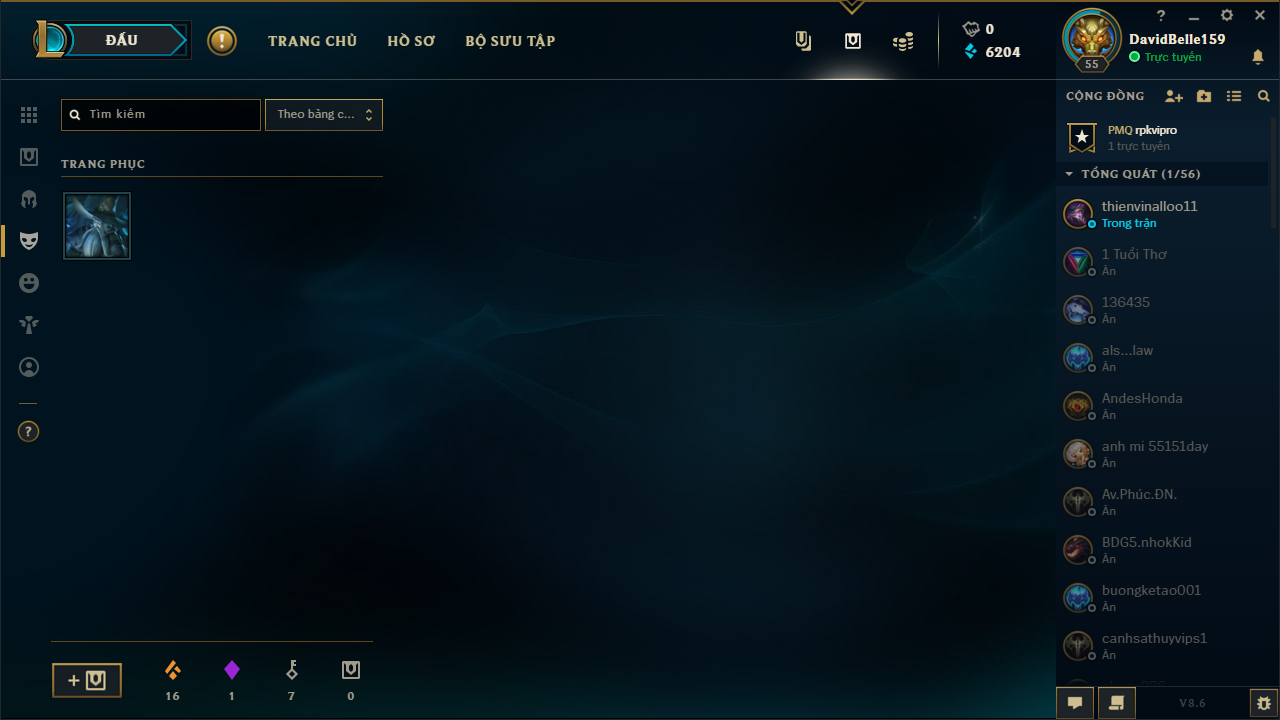 ĐẤU
TRANG CHỦ
HỒ SƠ
BỘ SƯU TẬP
0
6204
55
DavidBelle159
Trực tuyến
Tìm kiếm
Theo bảng c...
TRANG PHỤC
16
1
7
0
CỘNG ĐỒNG
PMQ rpkvipro
1 trực tuyến
TỔNG QUÁT (1/56)
thienvinalloo11
Trong trận
1 Tuổi Thơ
Ẩn
136435
Ẩn
als...law
Ẩn
AndesHonda
Ẩn
anh mi 55151day
Ẩn
Av.Phúc.ĐN.
Ẩn
BDG5.nhokKid
Ẩn
buongketao001
Ẩn
canhsathuyvips1
Ẩn
V8.6